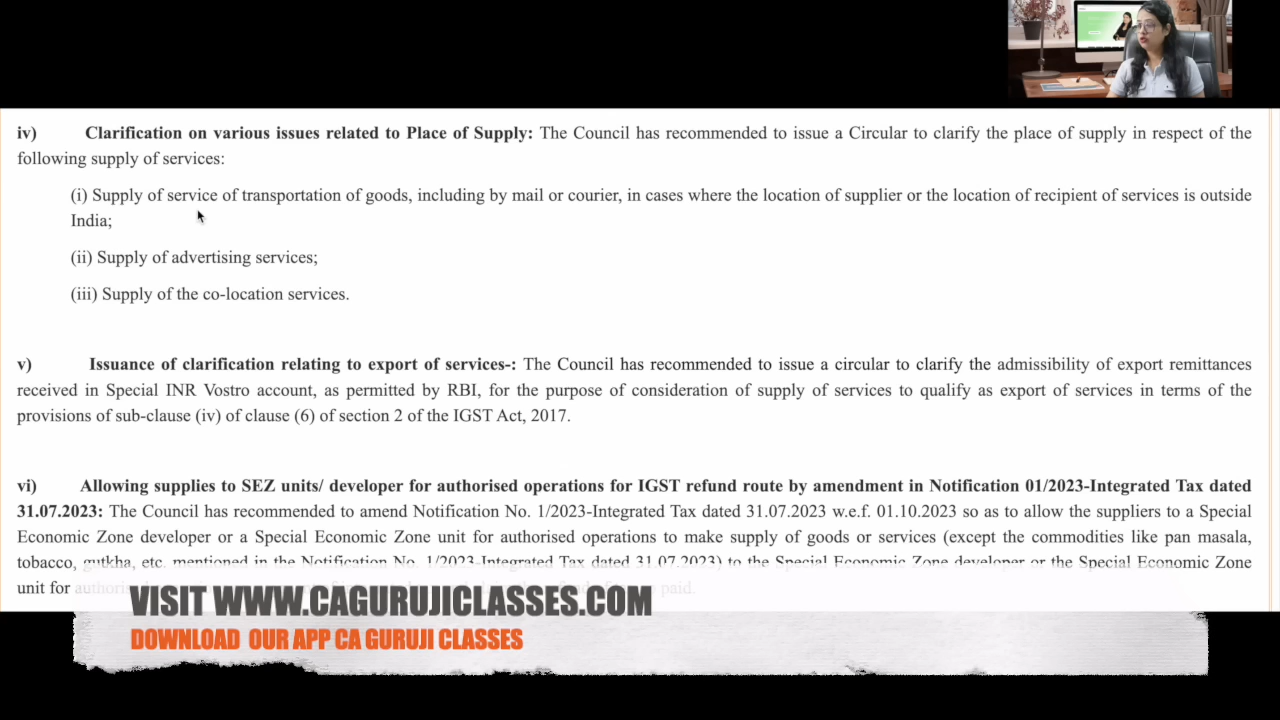 iv) Clarification on various issues related to Place of Supply: The Council has recommended to issue a Circular to clarify the place of supply in respect of the
following supply of services:
(i) Supply of service of transportation of goods, including by mail or courier, in cases where the location of supplier or the location of recipient of services is outside
India;
(ii) Supply of advertising services;
(iii) Supply of the co-location services.
v) Issuance of clarification relating to export of services-: The Council has recommended to issue a circular to clarify the admissibility of export remittances
received in Special INR Vostro account, as permitted by RBI, for the purpose of consideration of supply of services to qualify as export of services in terms of the
provisions of sub-clause (iv) of clause (6) of section 2 of the IGST Act, 2017.
vi) Allowing supplies to SEZ units/ developer for authorised operations for IGST refund route by amendment in Notification 01/2023-Integrated Tax dated
31.07.2023: The Council has recommended to amend Notification No. 1/2023-Integrated Tax dated 31.07.2023 w.e.f. 01.10.2023 so as to allow the suppliers to a Special
Economic Zone developer or a Special Economic Zone unit for authorised operations to make supply of goods or services (except the commodities like pan masala,
tobacco, gutkha, etc. mentioned in the Notification No. 1/2023-Integrated Tax dated 31.07.2023) to the Special Economic Zone developer or the Special Economic Zone
unit for paid.
VISIT WWW.CAGURUJICLASSES.COM
DOWNLOAD OUR APP CA GURUJI CLASSES